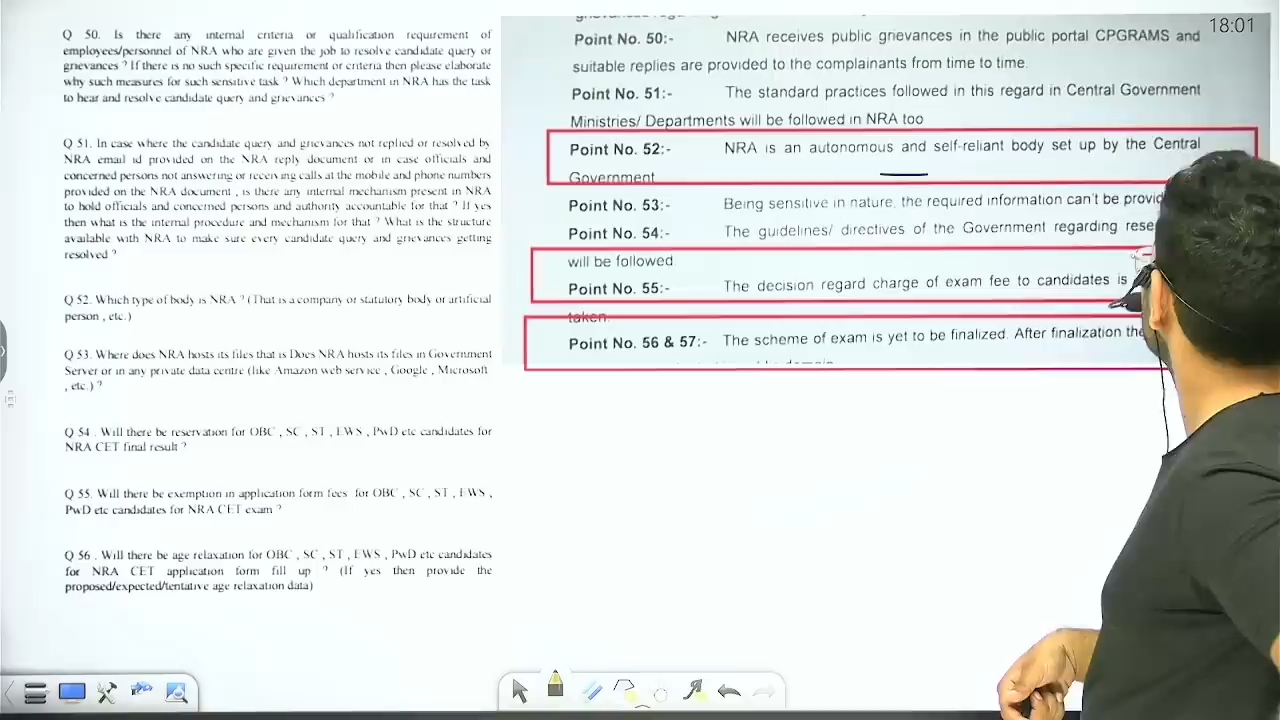 Q 50. Is there any internal criteria or qualification requirement of
employees/personnel of NRA who are given the job to resolve candidate query or
grievances ? If there is no such specific requirement or criteria then please elaborate
why such measures for such sensitive task ? Which department in NRA has the task
to hear and resolve candidate query and grievances ?
Q 51. In case where the candidate query and grievances not replied or resolved by
NRA email id provided on the NRA reply document or in case officials and
concerned persons not answering or receiving calls at the mobile and phone numbers
provided on the NRA document , is there any internal mechanism present in NRA
to hold officials and concerned persons and authority accountable for that ? If yes
then what is the internal procedure and mechanism for that ? What is the structure
available with NRA to make sure every candidate query and grievances getting
resolved ?
Q 52. Which type of body is NRA ? (That is a company or statutory body or artificial
person , etc.)
Q 53. Where does NRA hosts its files that is Does NRA hosts its files in Government
Server or in any private data centre (like Amazon web service , Google , Microsoft
, etc.) ?
Q 54 . Will there be reservation for OBC , SC , ST , EWS , PwD etc candidates for
NRA CET final result ?
Q 55. Will there be exemption in application form fees for OBC , SC , ST , EWS ,
PwD etc candidates for NRA CET exam ?
Q 56 . Will there be age relaxation for OBC , SC , ST , EWS , PwD etc candidates
for NRA CET application form fill up ? (If yes then provide the
proposed/expected/tentative age relaxation data)
18:01
Point No. 50:- NRA receives public grievances in the public portal CPGRAMS and
suitable replies are provided to the complainants from time to time.
Point No. 51:- The standard practices followed in this regard in Central Government
Ministries/ Departments will be followed in NRA too
Point No. 52:- NRA is an autonomous and self-reliant body set up by the Central
Government
Point No. 53:- Being sensitive in nature, the required information can't be provid
Point No. 54:- The guidelines/ directives of the Government regarding rese
will be followed
Point No. 55:- The decision regard charge of exam fee to candidates is
taken.
Point No. 56 & 57:- The scheme of exam is yet to be finalized. After finalization the